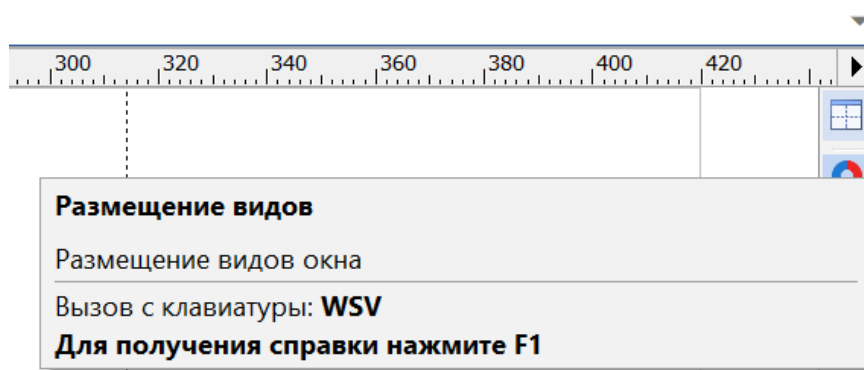 300 320 340 360 380 400 420
Размещение видов
Размещение видов окна
Вызов с клавиатуры: WSV
Для получения справки нажмите F1